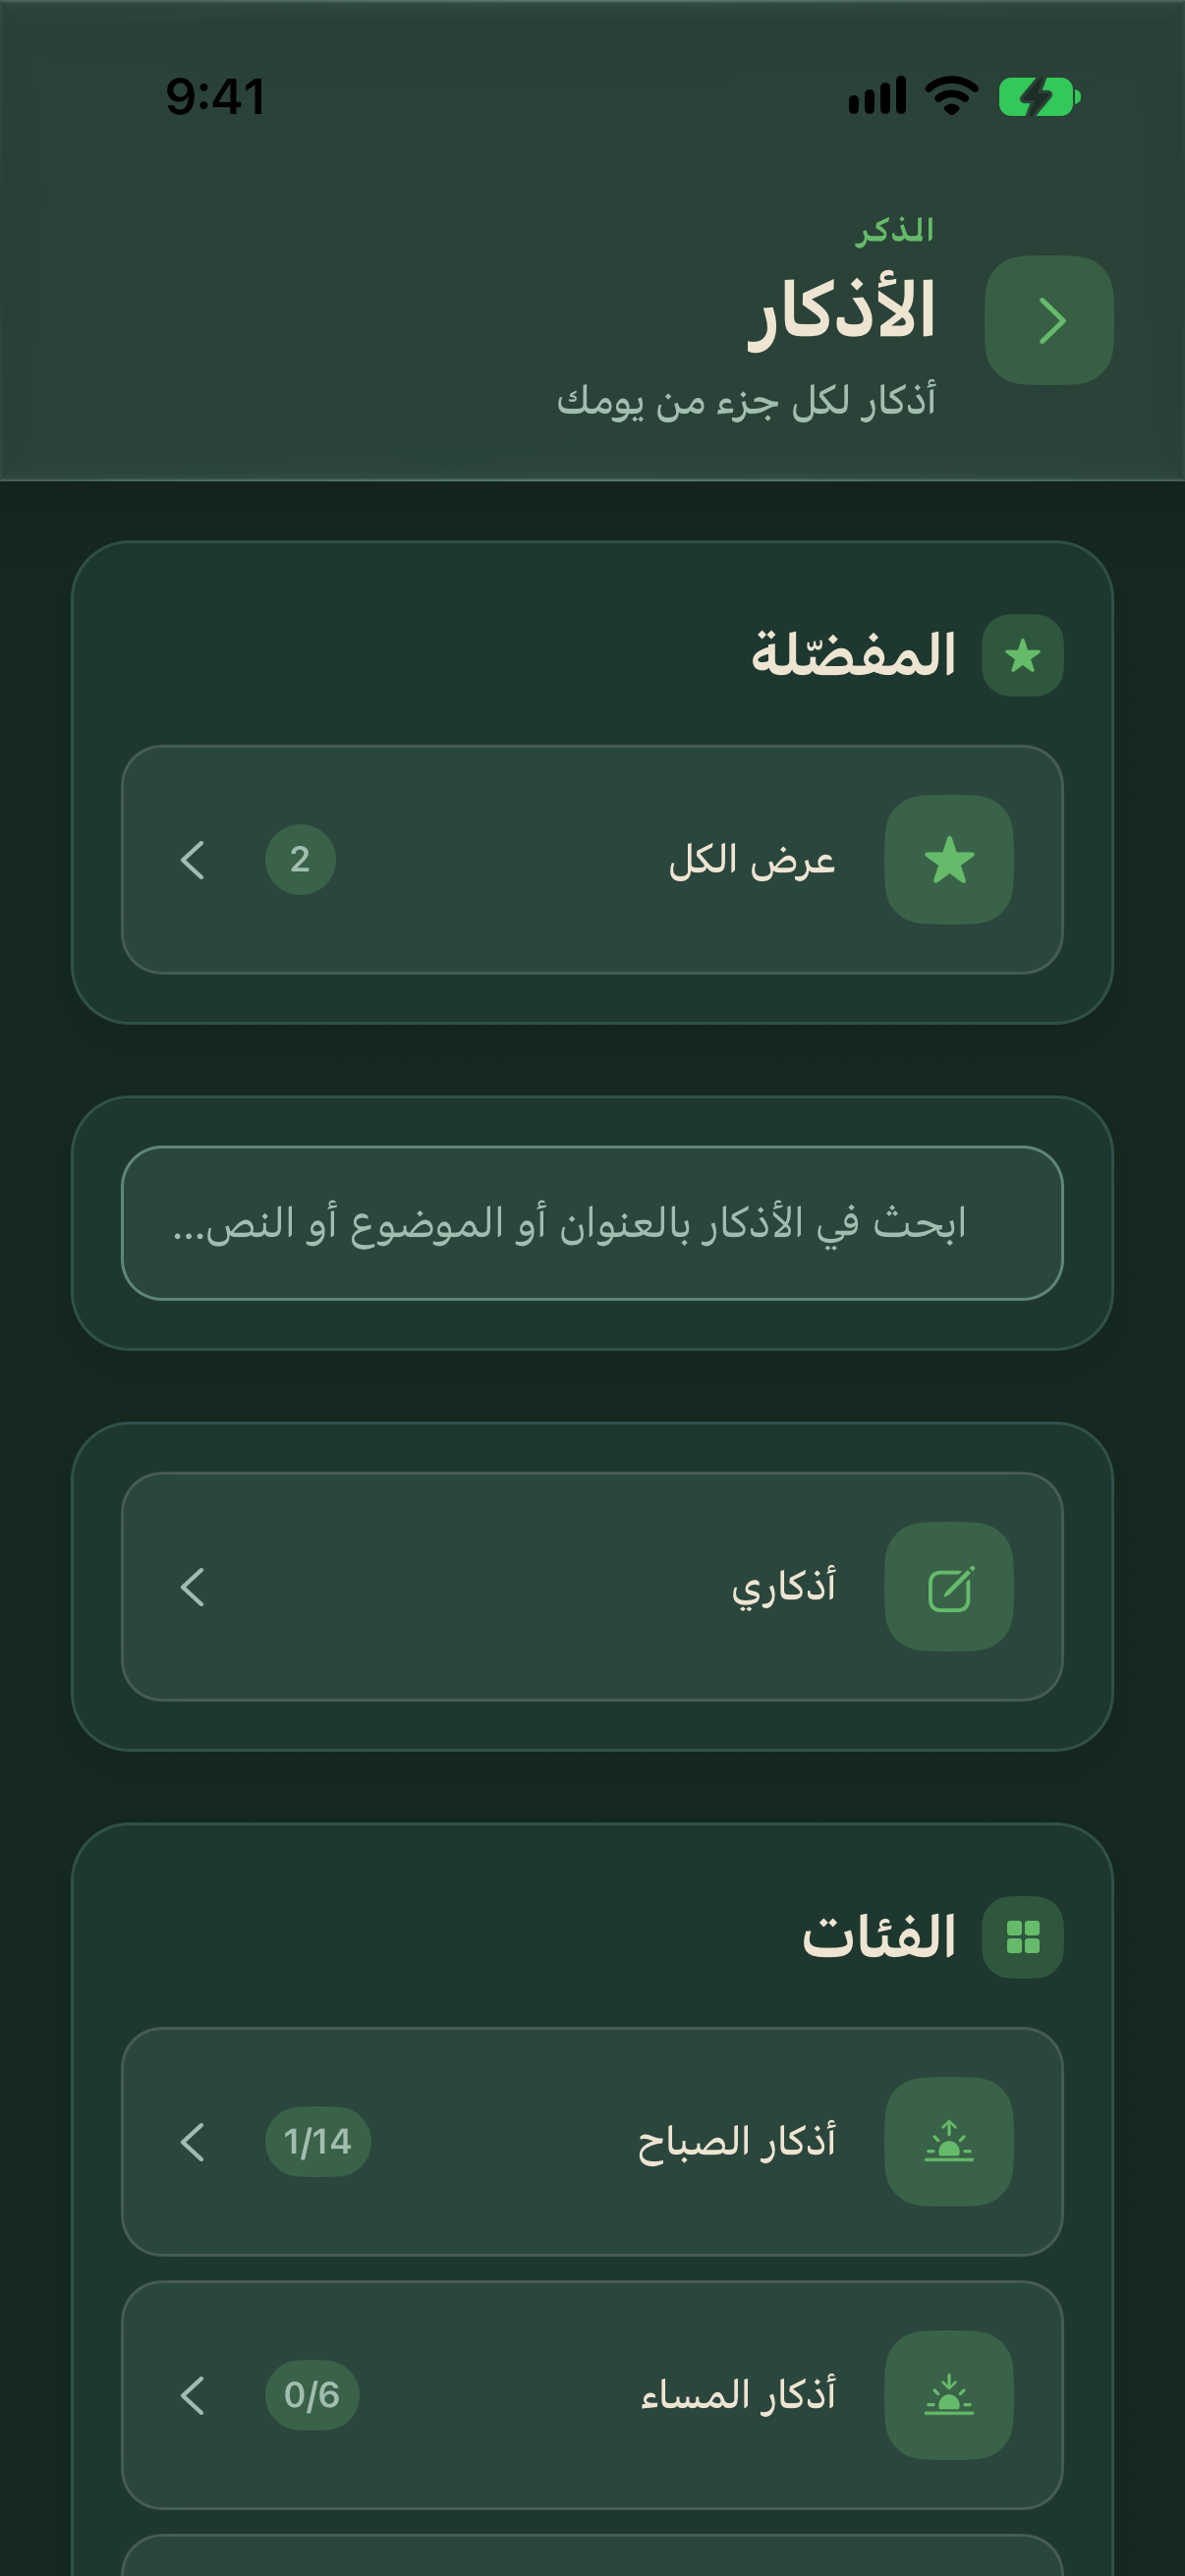 9:41
الذكر
الأذكار
أذكار لكل جزء من يومك
المفضّلة
عرض الكل
2
ابحث في الأذكار بالعنوان أو الموضوع أو النص...
أذكاري
الفئات
أذكار الصباح
1/14
أذكار المساء
0/6